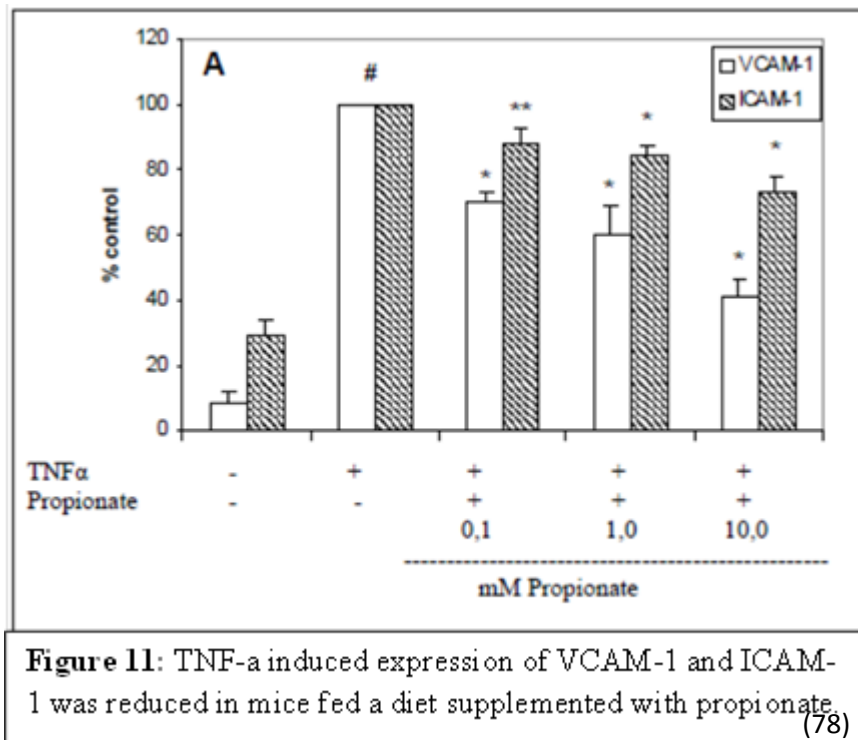 120
A
#
VCAM-1
ICAM-1
100
**
*
*
*
80
*
*
60
40
20
0
% control
TNFα - + + + +
Propionate - - + + +
0,1 1,0 10,0
mM Propionate
Figure 11: TNF-a induced expression of VCAM-1 and ICAM-
1 was reduced in mice fed a diet supplemented with propionate.
(78)